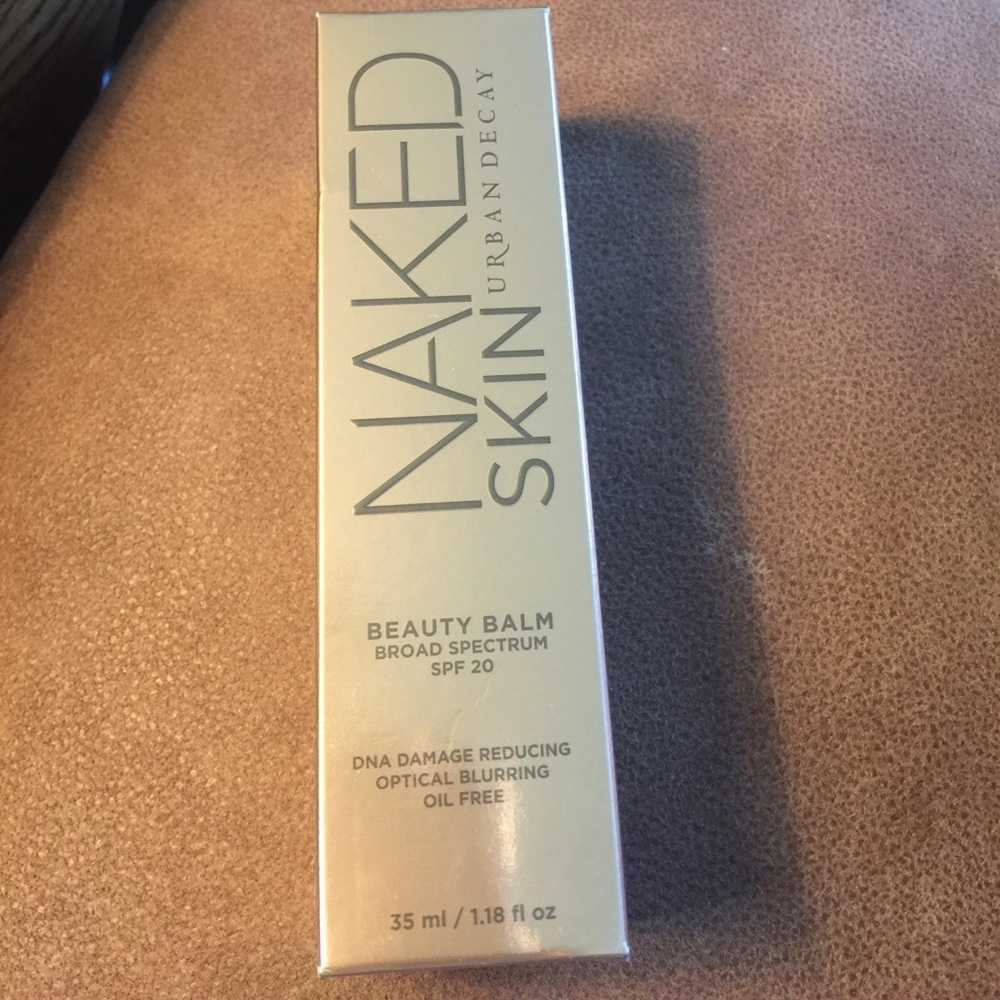 NAKED
SKIN URBAN DECAY
BEAUTY BALM
BROAD SPECTRUM
SPF 20
DNA DAMAGE REDUCING
OPTICAL BLURRING
OIL FREE
35 ml / 1.18 fl oz